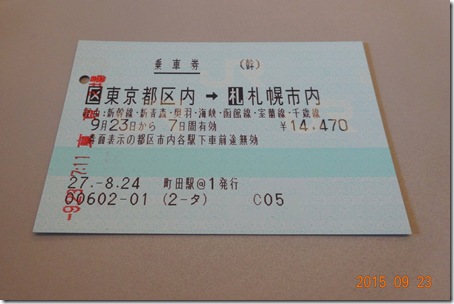 乗車券 (幹)
区 東京都区内 → 札 札幌市内
新幹線・新青森・奥羽・海峡・函館線・室蘭線・千歳線
9月23日から 7日間有効 ¥14,470
券面表示の都区市内各駅下車前途無効
27.-8.24 町田駅@1発行
00602-01 (2-タ) C05
2015 09 23